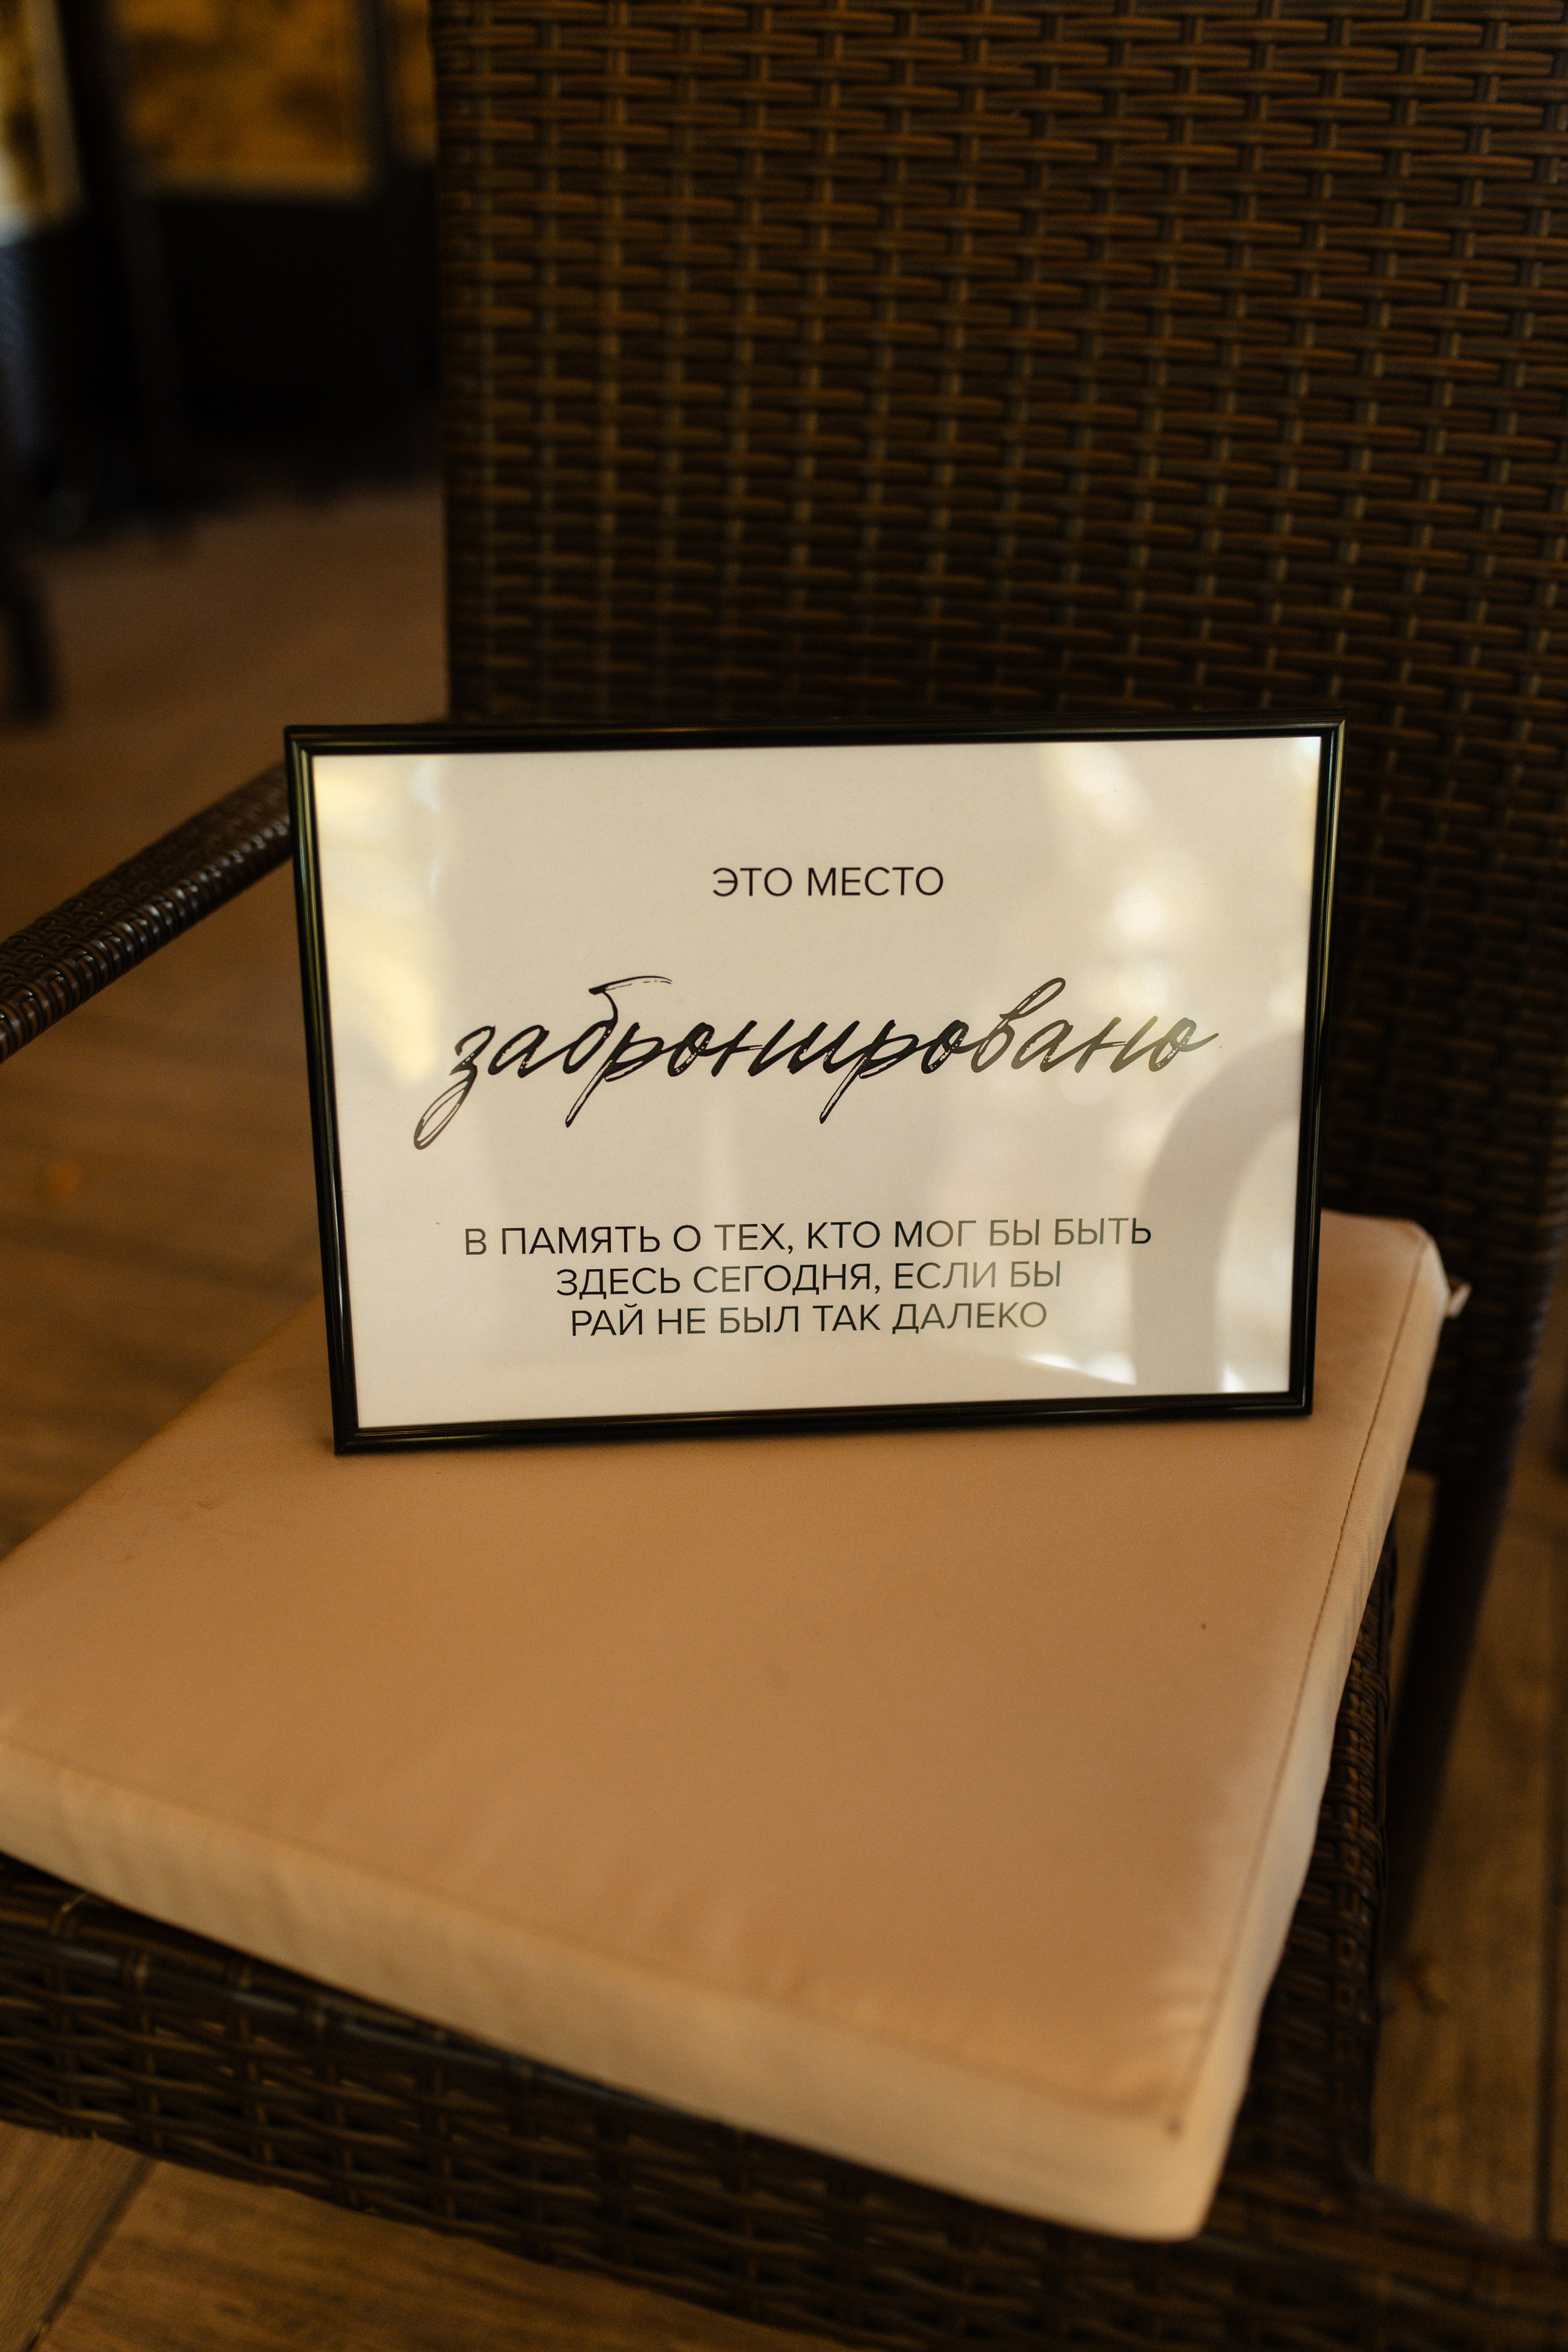 ЭТО МЕСТО
забронировано
В ПАМЯТЬ О ТЕХ, КТО МОГ БЫ БЫТЬ
ЗДЕСЬ СЕГОДНЯ, ЕСЛИ БЫ
РАЙ НЕ БЫЛ ТАК ДАЛЕКО